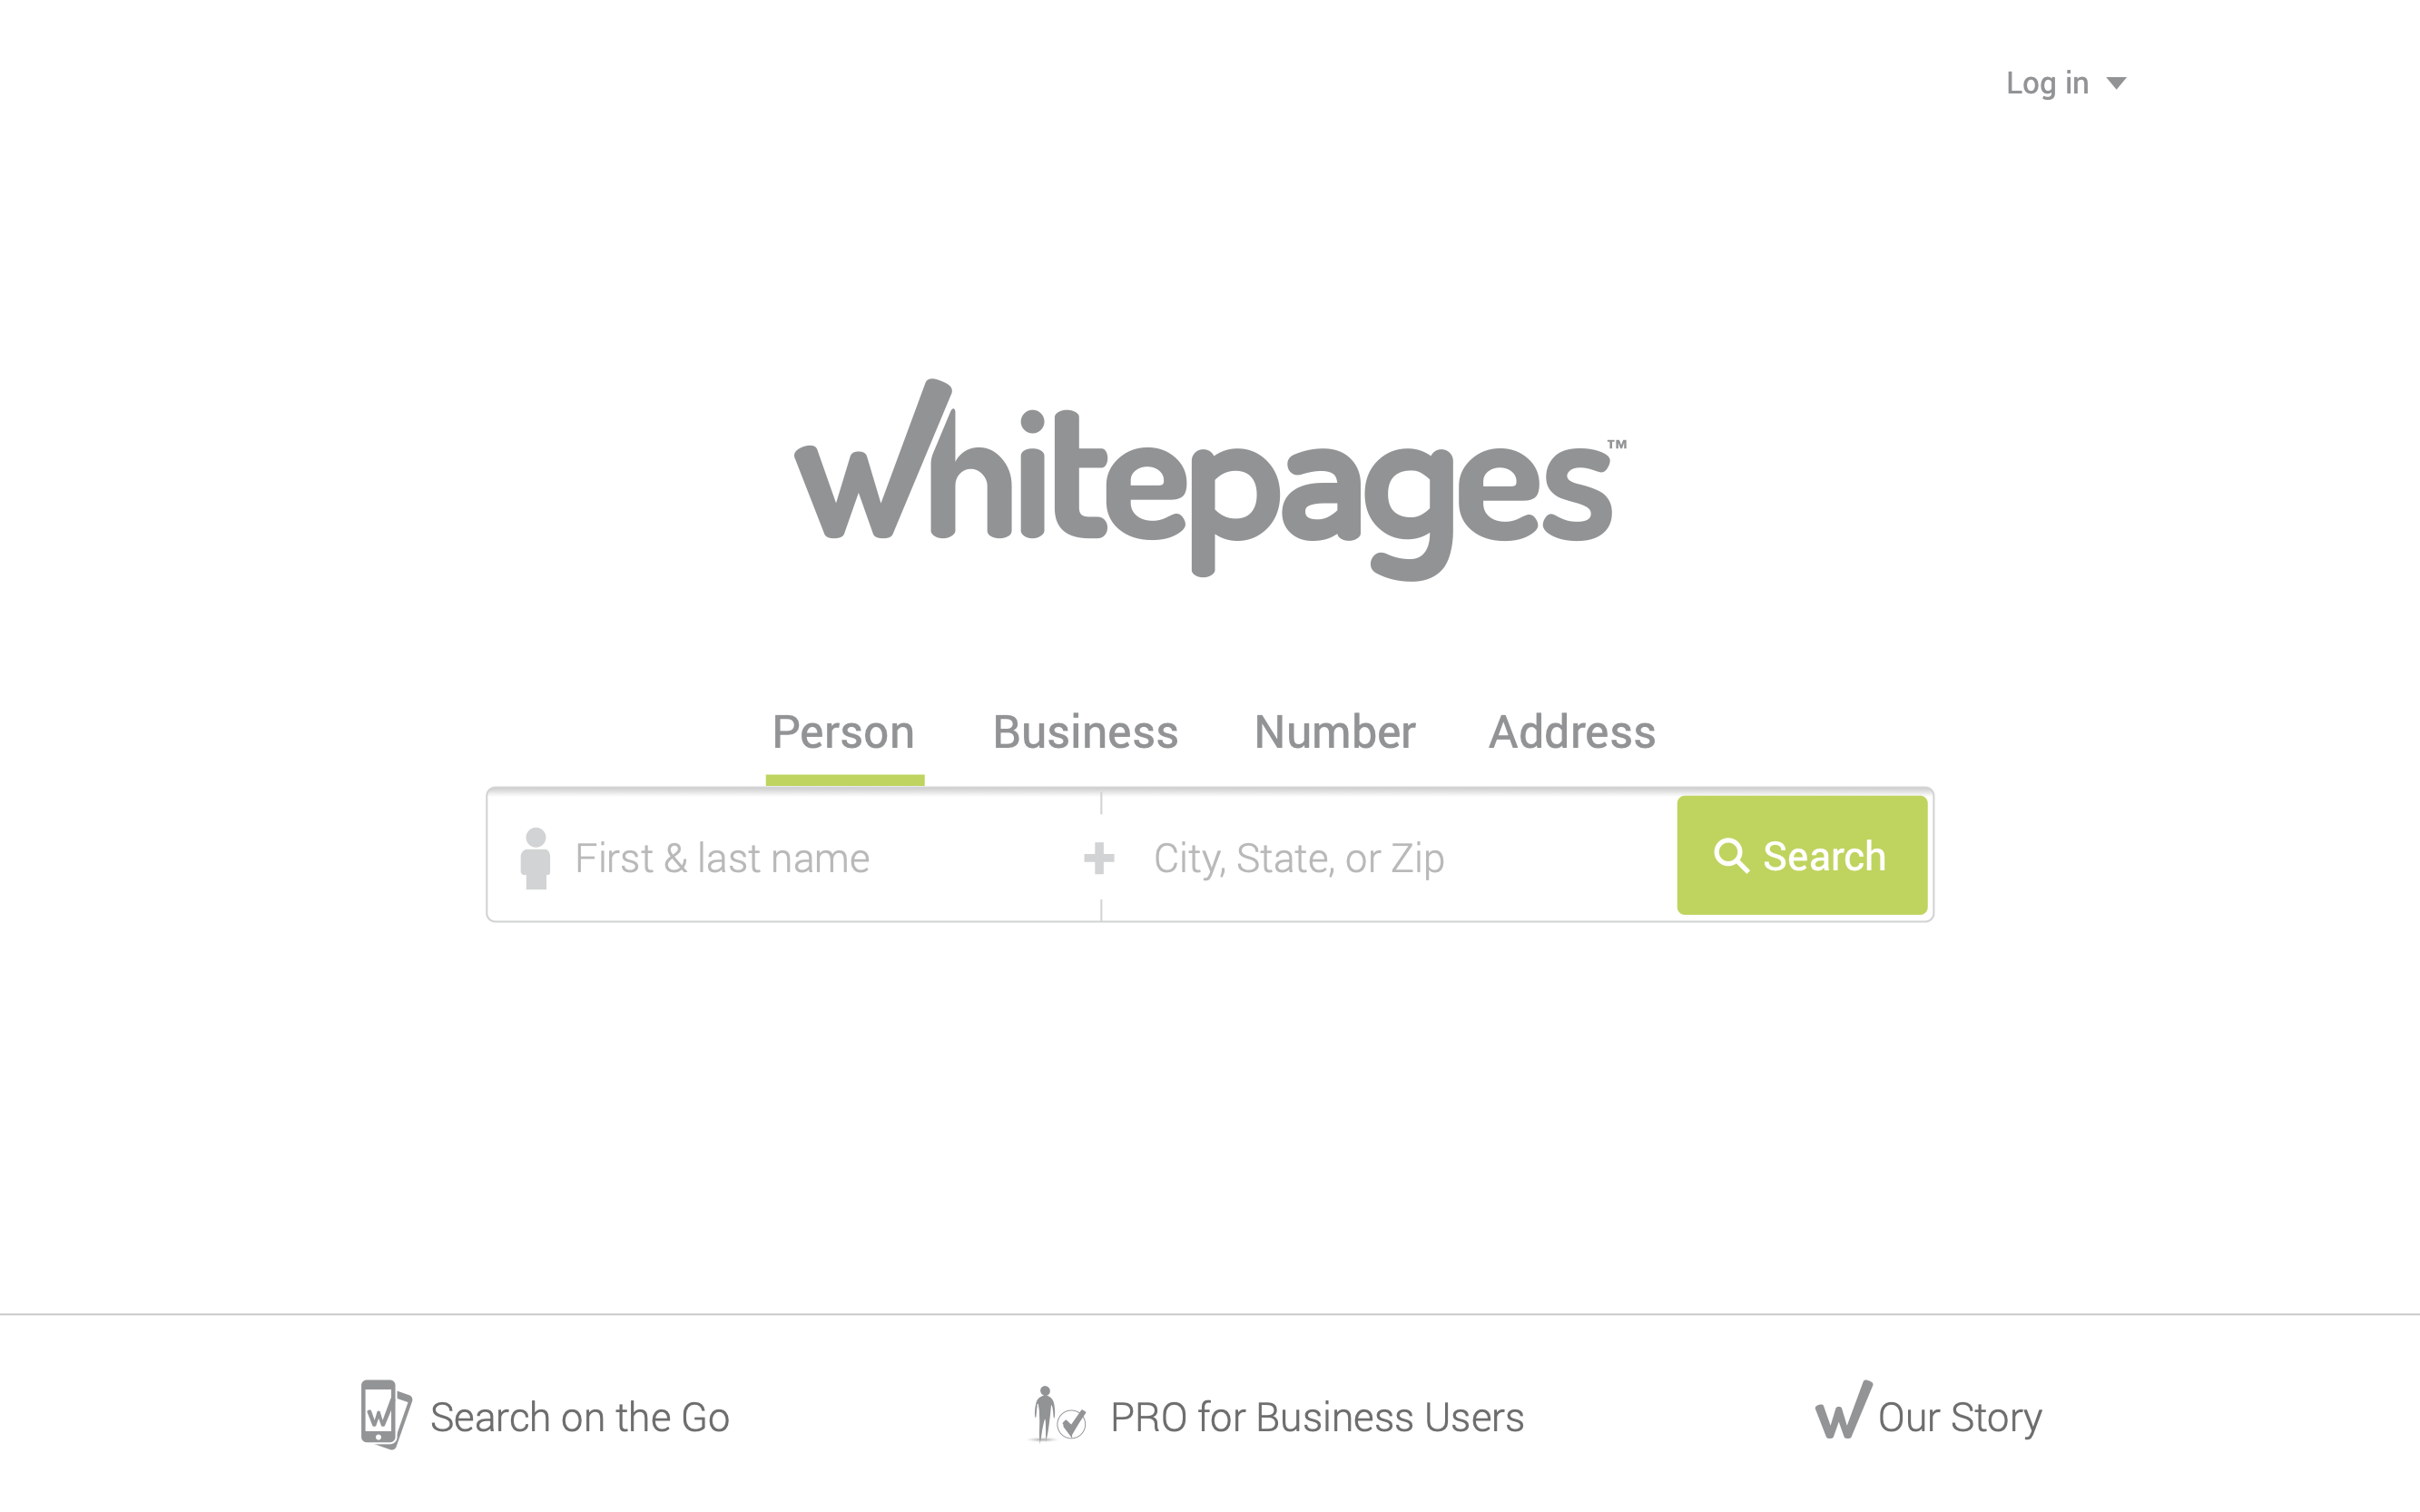 Log in
whitepages™
Person Business Number Address
First & last name City, State, or Zip Search
Search on the Go PRO for Business Users Our Story